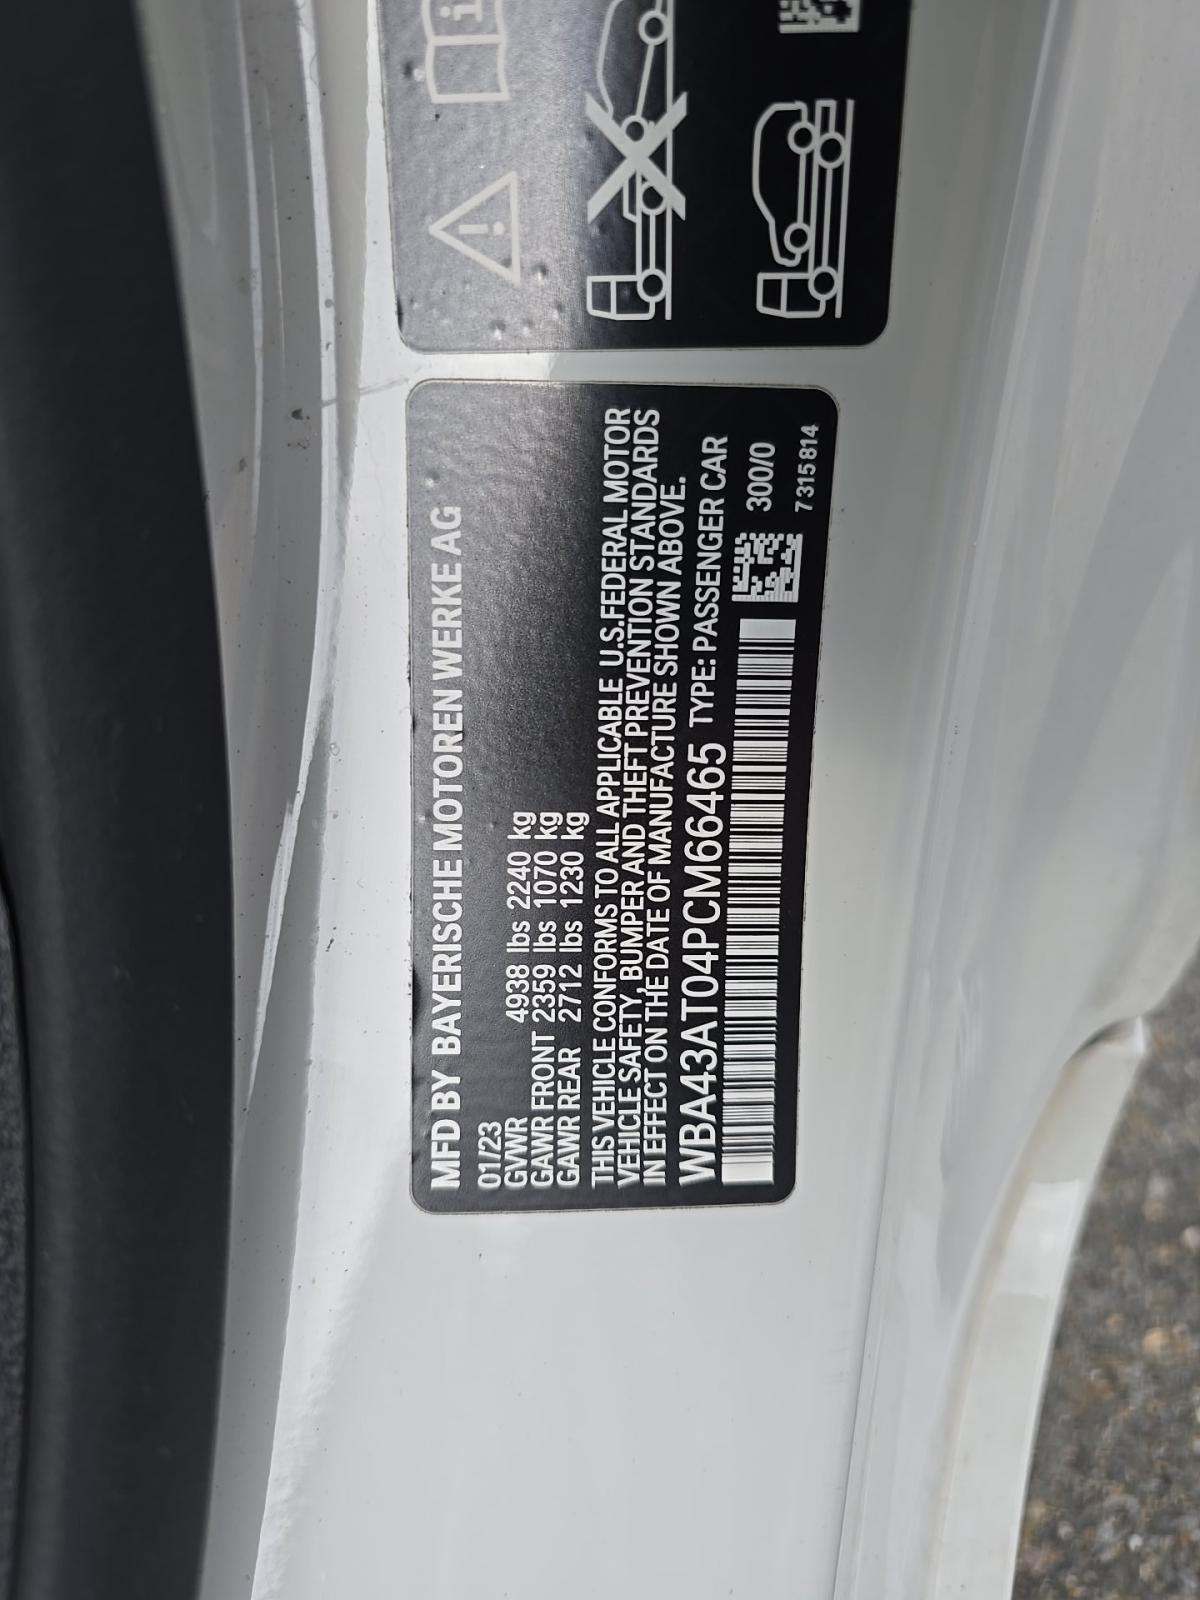 MFD BY BAYERISCHE MOTOREN WERKE AG
01/23
GVWR 4938 lbs 2240 kg
GAWR FRONT 2359 lbs 1070 kg
GAWR REAR 2712 lbs 1230 kg
THIS VEHICLE CONFORMS TO ALL APPLICABLE U.S.FEDERAL MOTOR
VEHICLE SAFETY, BUMPER AND THEFT PREVENTION STANDARDS
IN EFFECT ON THE DATE OF MANUFACTURE SHOWN ABOVE.
WBA43AT04PCM66465 TYPE: PASSENGER CAR
300/0
7 315 814